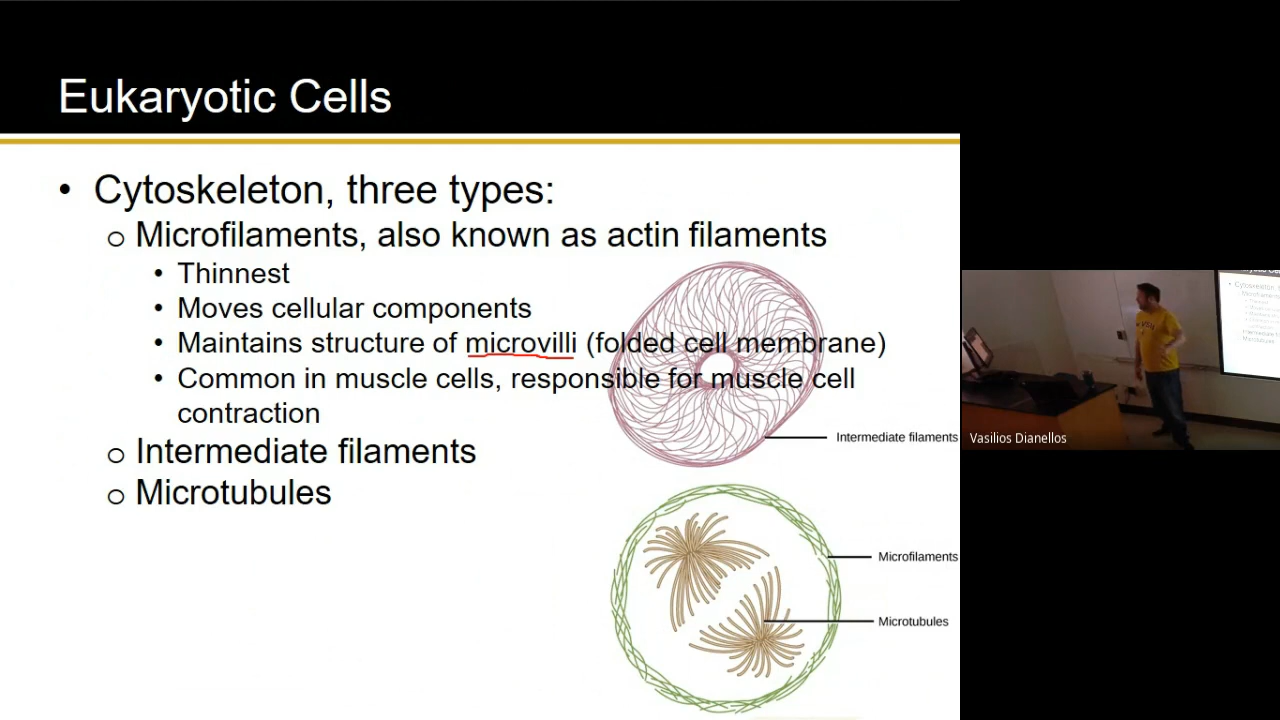 Eukaryotic Cells
• Cytoskeleton, three types:
o Microfilaments, also known as actin filaments
• Thinnest
• Moves cellular components
• Maintains structure of microvilli (folded cell membrane)
• Common in muscle cells, responsible for muscle cell
contraction
Intermediate filaments
o Intermediate filaments
o Microtubules
Microfilaments
Microtubules
Vasilios Dianellos